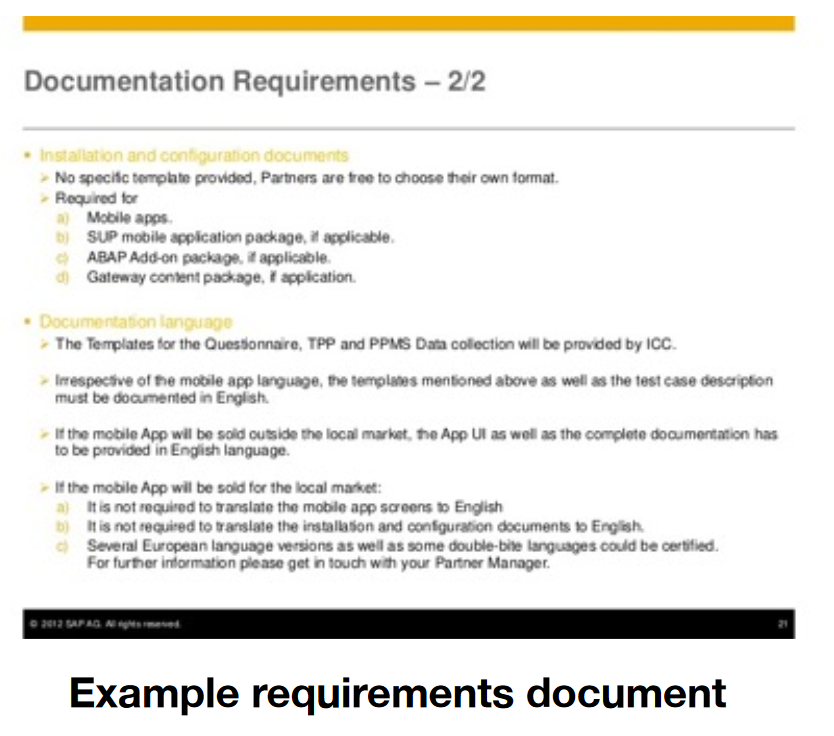 Documentation Requirements – 2/2
• Installation and configuration documents
➢ No specific template provided, Partners are free to choose their own format.
➢ Required for
a) Mobile apps.
b) SUP mobile application package, if applicable.
c) ABAP Add-on package, if applicable.
d) Gateway content package, if application.
• Documentation language
➢ The Templates for the Questionnaire, TPP and PPMS Data collection will be provided by ICC.
➢ Irrespective of the mobile app language, the templates mentioned above as well as the test case description
must be documented in English.
➢ If the mobile App will be sold outside the local market, the App UI as well as the complete documentation has
to be provided in English language.
➢ If the mobile App will be sold for the local market:
a) It is not required to translate the mobile app screens to English
b) It is not required to translate the installation and configuration documents to English.
c) Several European language versions as well as some double-bite languages could be certified.
For further information please get in touch with your Partner Manager.
© 2012 SAP AG. All rights reserved. 21
Example requirements document